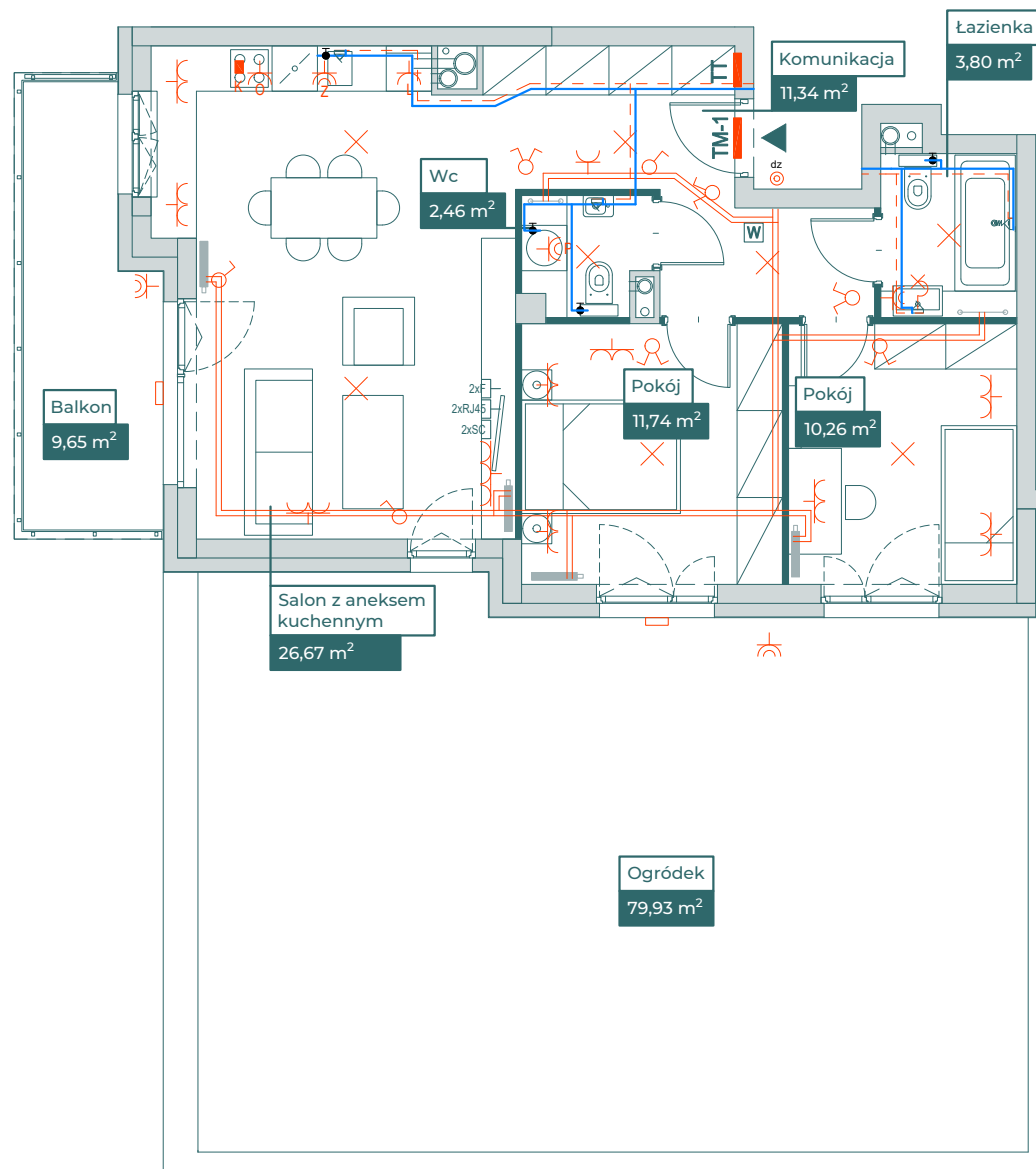 Łazienka
3,80 m²
Komunikacja
11,34 m²
TT
TM-1
dz
K
O
Z
L
Wc
2,46 m²
W
P
Balkon
9,65 m²
2xF
2xRJ45
2xSC
Pokój
11,74 m²
Pokój
10,26 m²
Salon z aneksem
kuchennym
26,67 m²
Ogródek
79,93 m²